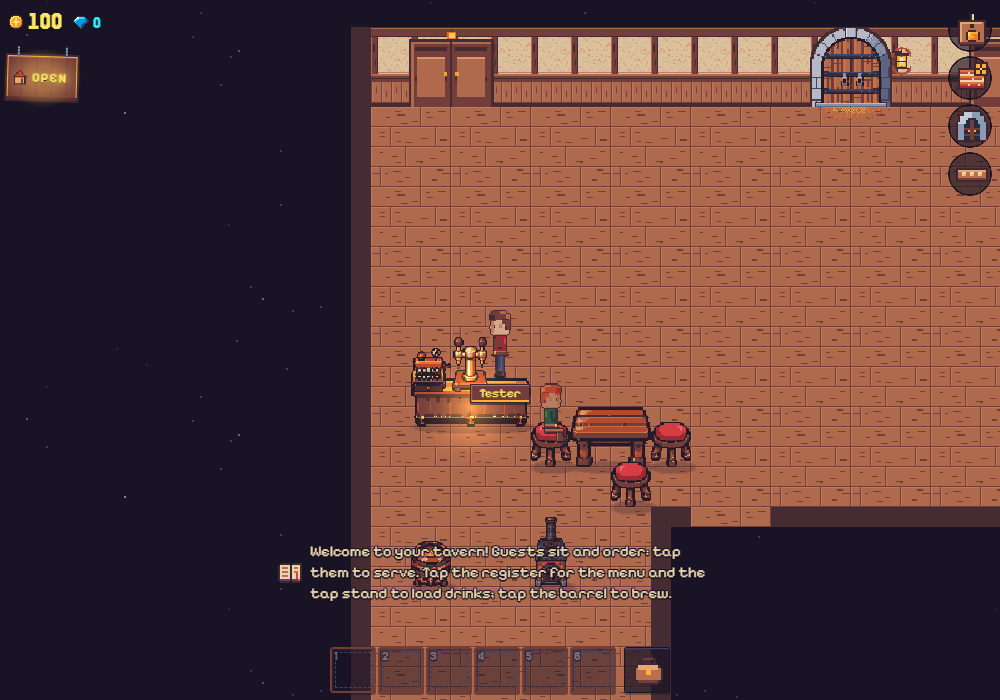 100
0
OPEN
Tester
Welcome to your tavern! Guests sit and order: tap
them to serve. Tap the register for the menu and the
tap stand to load drinks; tap the barrel to brew.
1 2 3 4 5 6